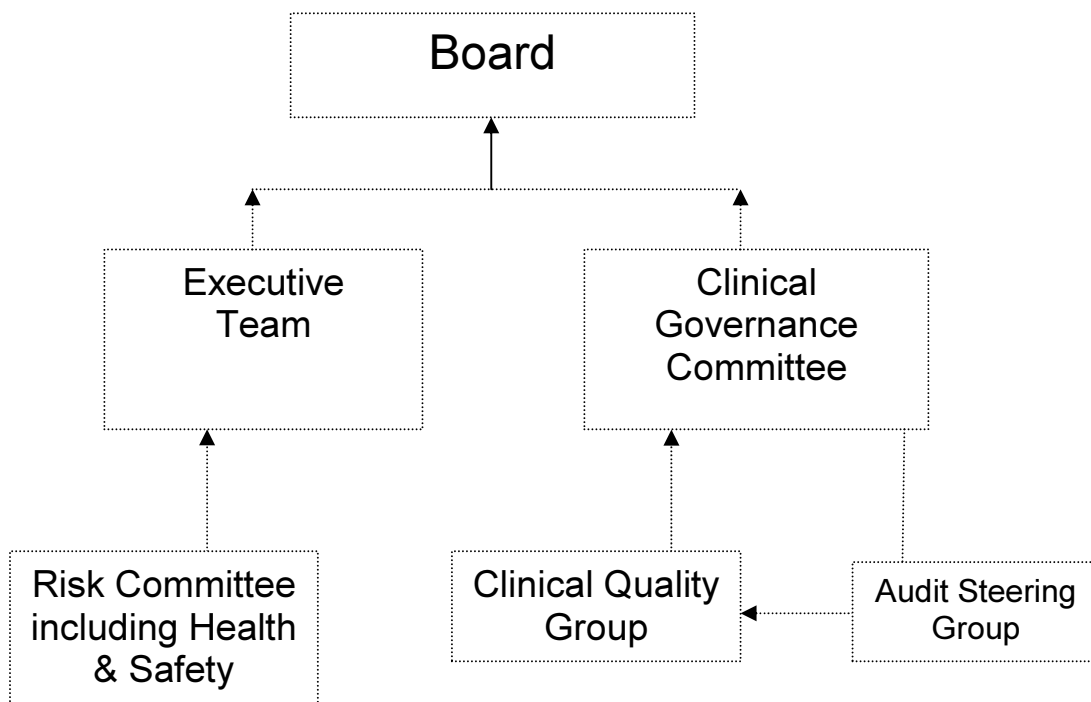 Board
Executive
Team
Clinical
Governance
Committee
Risk Committee
including Health
& Safety
Clinical Quality
Group
Audit Steering
Group